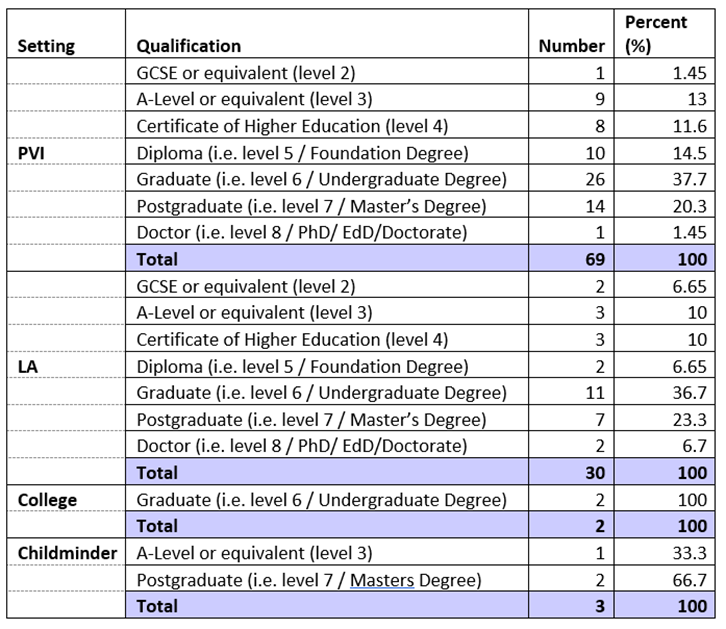 Setting Qualification Number Percent (%)
GCSE or equivalent (level 2) 1 1.45
A-Level or equivalent (level 3) 9 13
Certificate of Higher Education (level 4) 8 11.6
PVI Diploma (i.e. level 5 / Foundation Degree) 10 14.5
Graduate (i.e. level 6 / Undergraduate Degree) 26 37.7
Postgraduate (i.e. level 7 / Master's Degree) 14 20.3
Doctor (i.e. level 8 / PhD/ EdD/Doctorate) 1 1.45
Total 69 100
GCSE or equivalent (level 2) 2 6.65
A-Level or equivalent (level 3) 3 10
Certificate of Higher Education (level 4) 3 10
LA Diploma (i.e. level 5 / Foundation Degree) 2 6.65
Graduate (i.e. level 6 / Undergraduate Degree) 11 36.7
Postgraduate (i.e. level 7 / Master's Degree) 7 23.3
Doctor (i.e. level 8 / PhD/ EdD/Doctorate) 2 6.7
Total 30 100
College Graduate (i.e. level 6 / Undergraduate Degree) 2 100
Total 2 100
Childminder A-Level or equivalent (level 3) 1 33.3
Postgraduate (i.e. level 7 / Masters Degree) 2 66.7
Total 3 100